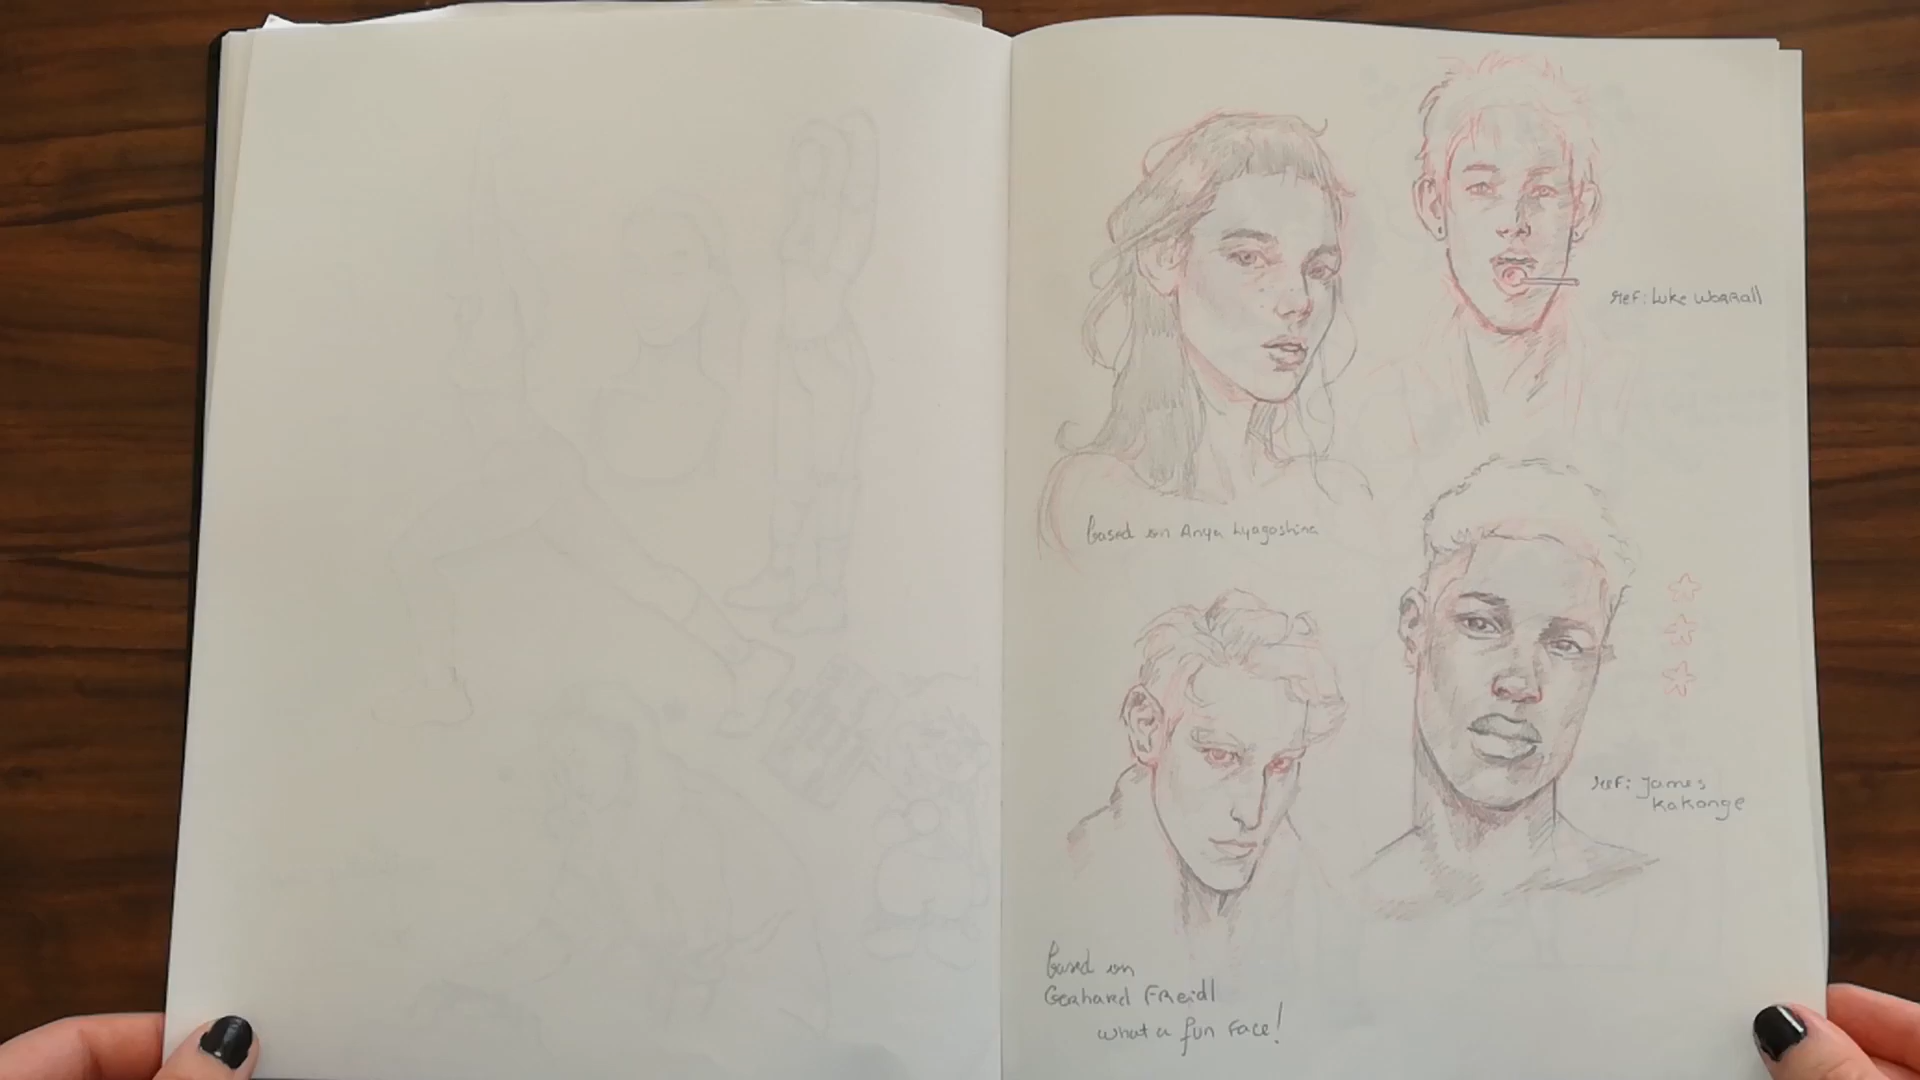 ref: Luke Worrall
based on Anya Lyagoshina
ref: James
Kakonge
based on
Gerhard Freidl
what a fun face!